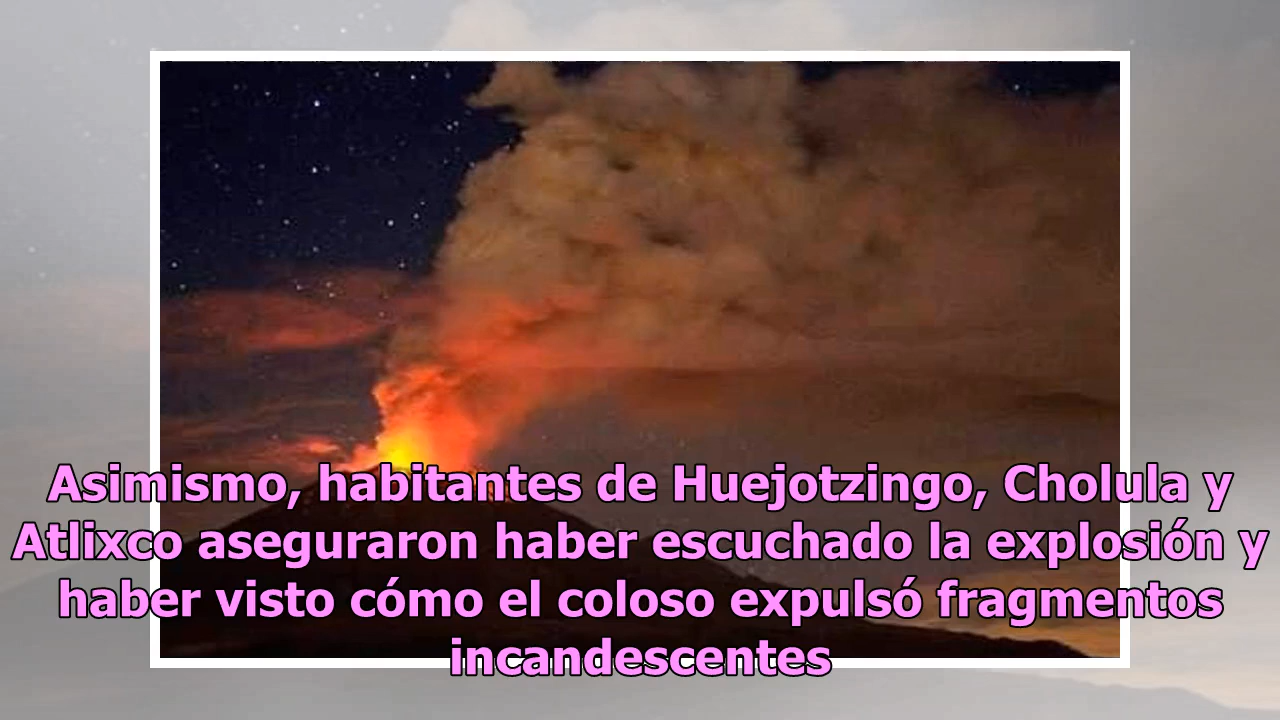 Asimismo, habitantes de Huejotzingo, Cholula y
Atlixco aseguraron haber escuchado la explosión y
haber visto cómo el coloso expulsó fragmentos
incandescentes